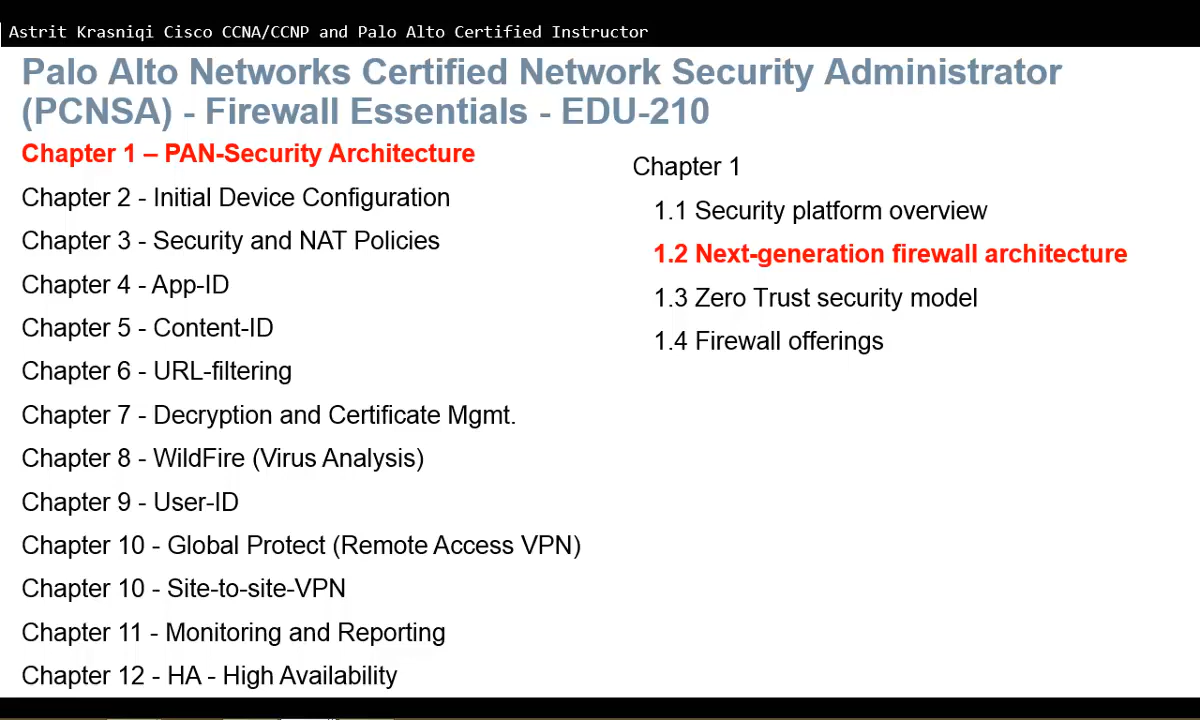 Astrit Krasniqi Cisco CCNA/CCNP and Palo Alto Certified Instructor
Palo Alto Networks Certified Network Security Administrator
(PCNSA) - Firewall Essentials - EDU-210
Chapter 1 – PAN-Security Architecture
Chapter 2 - Initial Device Configuration
Chapter 3 - Security and NAT Policies
Chapter 4 - App-ID
Chapter 5 - Content-ID
Chapter 6 - URL-filtering
Chapter 7 - Decryption and Certificate Mgmt.
Chapter 8 - WildFire (Virus Analysis)
Chapter 9 - User-ID
Chapter 10 - Global Protect (Remote Access VPN)
Chapter 10 - Site-to-site-VPN
Chapter 11 - Monitoring and Reporting
Chapter 12 - HA - High Availability
Chapter 1
1.1 Security platform overview
1.2 Next-generation firewall architecture
1.3 Zero Trust security model
1.4 Firewall offerings